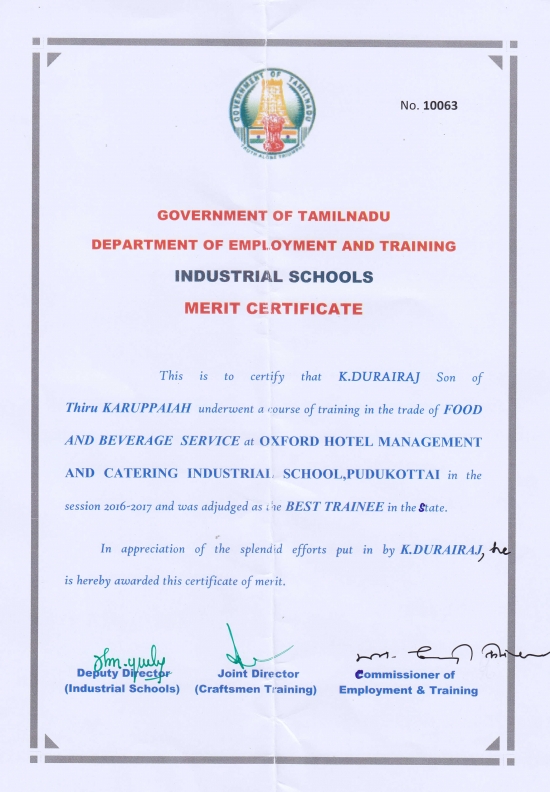 GOVERNMENT OF TAMILNADU
No. 10063
GOVERNMENT OF TAMILNADU
DEPARTMENT OF EMPLOYMENT AND TRAINING
INDUSTRIAL SCHOOLS
MERIT CERTIFICATE
This is to certify that K.DURAIRAJ Son of
Thiru KARUPPAIAH underwent a course of training in the trade of FOOD
AND BEVERAGE SERVICE at OXFORD HOTEL MANAGEMENT
AND CATERING INDUSTRIAL SCHOOL,PUDUKOTTAI in the
session 2016-2017 and was adjudged as the BEST TRAINEE in the State.
In appreciation of the splendid efforts put in by K.DURAIRAJ, he
is hereby awarded this certificate of merit.
Deputy Director Joint Director Commissioner of
(Industrial Schools) (Craftsmen Training) Employment & Training